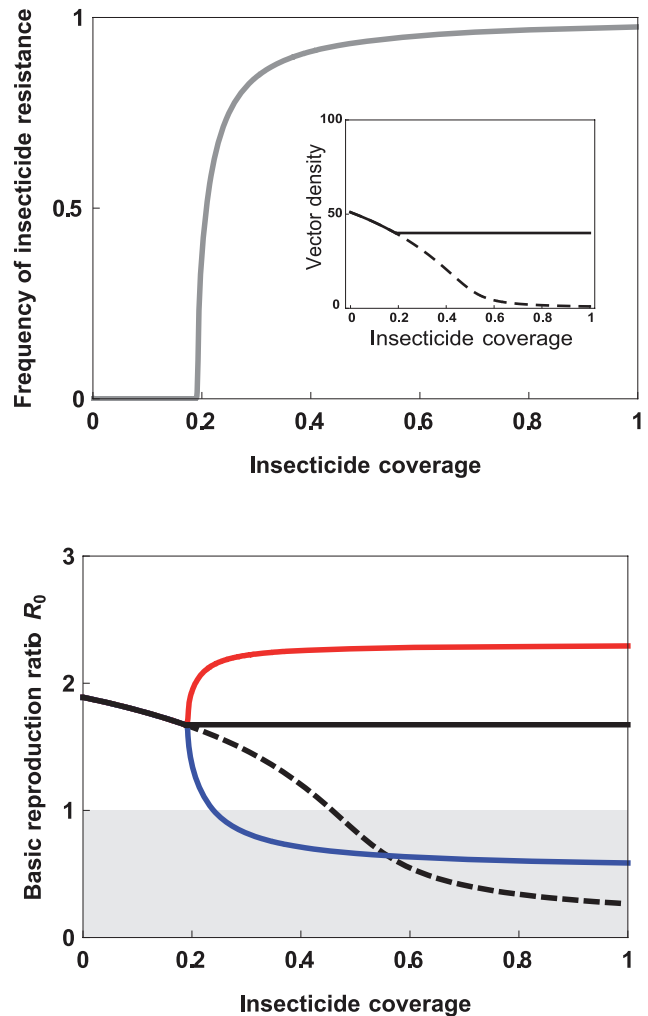 Frequency of insecticide resistance
1
0.5
0
0 0.2 0.4 0.6 0.8 1
Insecticide coverage
Vector density
100
50
0
0 0.2 0.4 0.6 0.8 1
Insecticide coverage
Basic reproduction ratio R0
3
2
1
0
0 0.2 0.4 0.6 0.8 1
Insecticide coverage